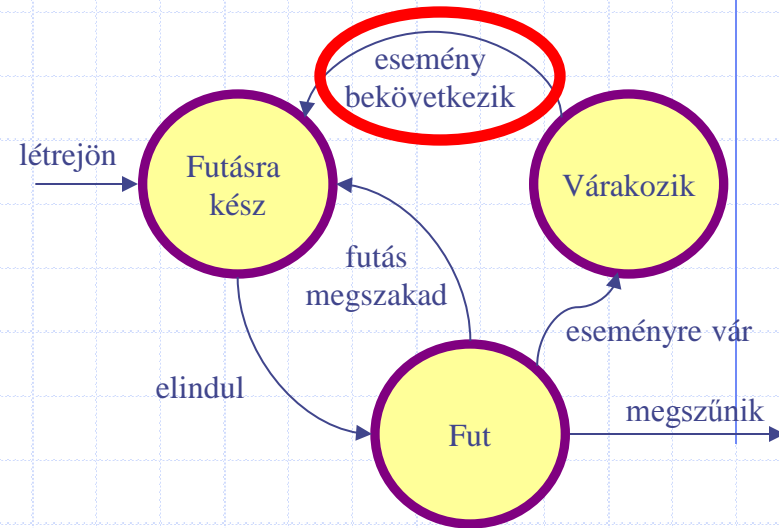 esemény
bekövetkezik
létrejön
Futásra
kész
Várakozik
futás
megszakad
eseményre vár
elindul
megszűnik
Fut